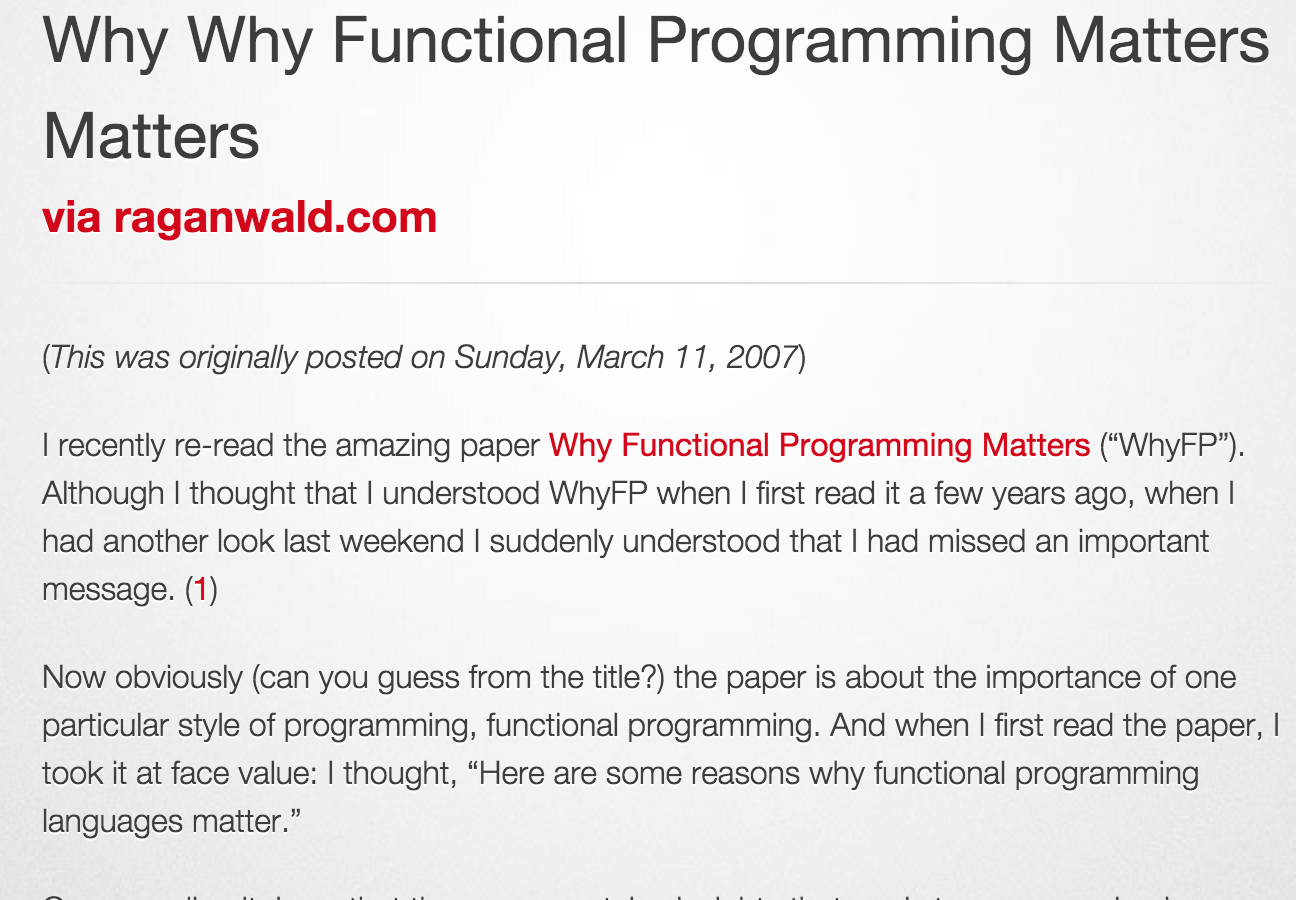 Why Why Functional Programming Matters
Matters
via raganwald.com
(This was originally posted on Sunday, March 11, 2007)
I recently re-read the amazing paper Why Functional Programming Matters (“WhyFP”).
Although I thought that I understood WhyFP when I first read it a few years ago, when I
had another look last weekend I suddenly understood that I had missed an important
message. (1)
Now obviously (can you guess from the title?) the paper is about the importance of one
particular style of programming, functional programming. And when I first read the paper, I
took it at face value: I thought, “Here are some reasons why functional programming
languages matter.”